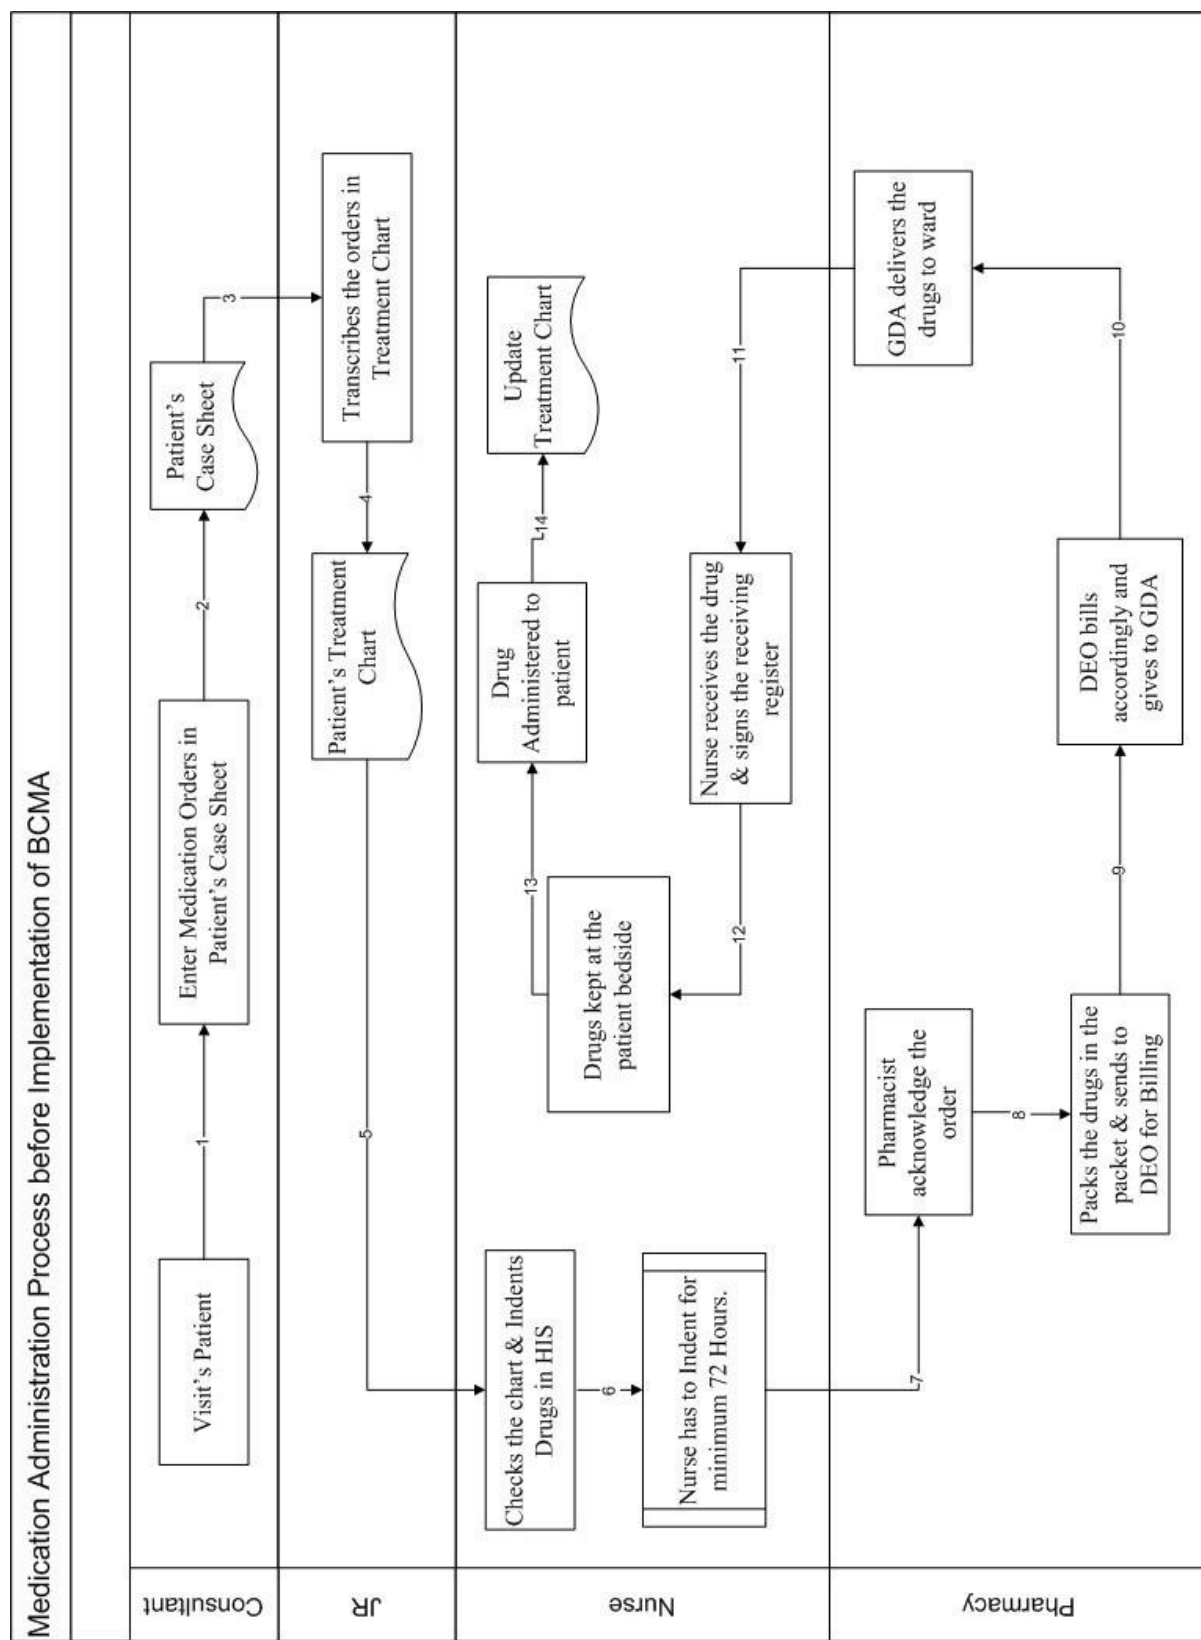 Medication Administration Process before Implementation of BCMA
Consultant
Visit's Patient
1
Enter Medication Orders in
Patient's Case Sheet
2
Patient's
Case Sheet
3
JR
Transcribes the orders in
Treatment Chart
4
Patient's Treatment
Chart
5
Nurse
Checks the chart & Indents
Drugs in HIS
6
Nurse has to Indent for
minimum 72 Hours.
7
Pharmacy
Pharmacist
acknowledge the
order
8
Packs the drugs in the
packet & sends to
DEO for Billing
9
DEO bills
accordingly and
gives to GDA
10
GDA delivers the
drugs to ward
11
Nurse receives the drug
& signs the receiving
register
12
Drugs kept at the
patient bedside
13
Drug
Administered to
patient
14
Update
Treatment Chart